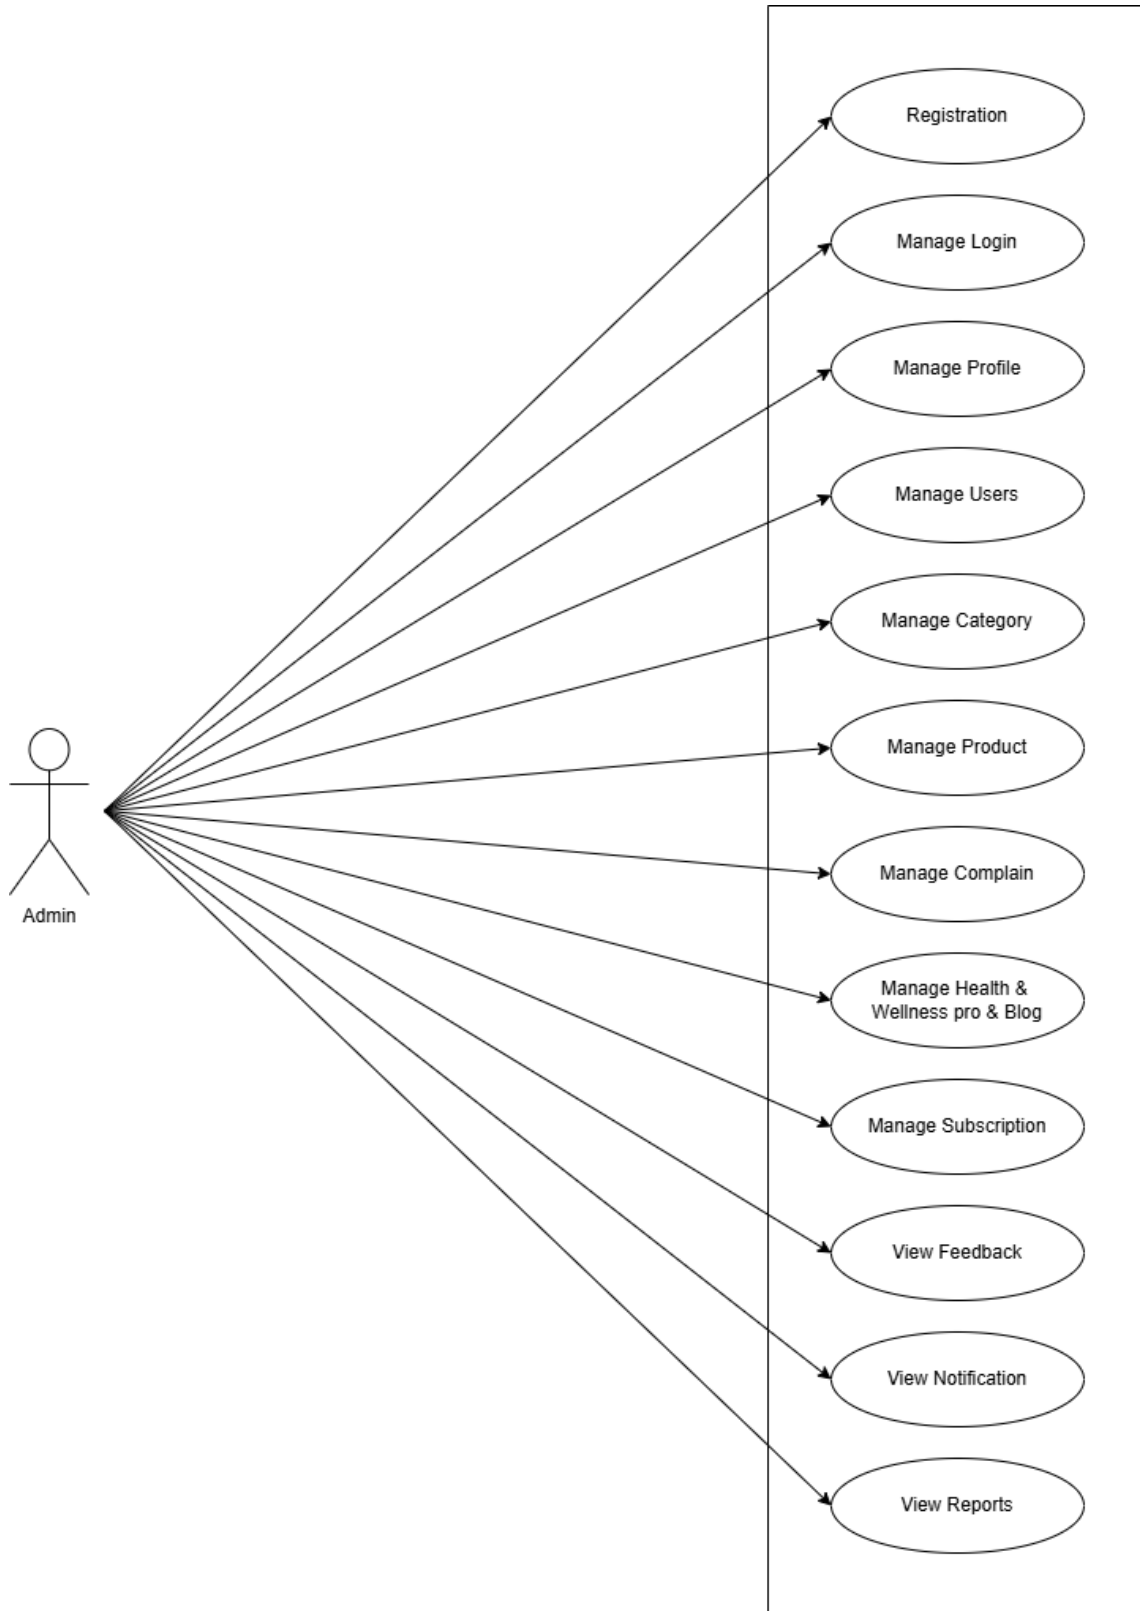 Registration
Manage Login
Manage Profile
Manage Users
Manage Category
Manage Product
Manage Complain
Admin
Manage Health &
Wellness pro & Blog
Manage Subscription
View Feedback
View Notification
View Reports